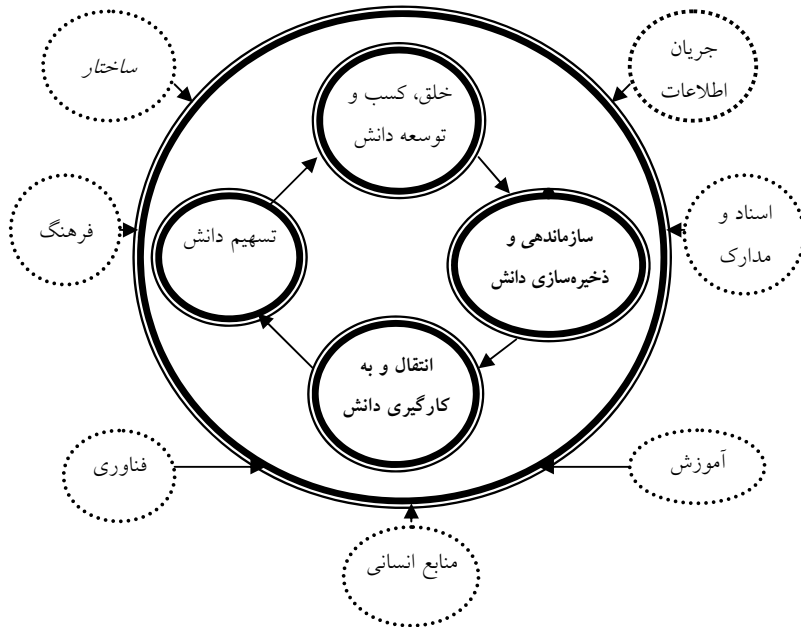 ساختار
جریان
اطلاعات
خلق، کسب و
توسعه دانش
فرهنگ
تسهیم دانش
سازماندهی و
ذخیره‌سازی دانش
اسناد و
مدارک
انتقال و به
کارگیری دانش
فناوری
آموزش
منابع انسانی